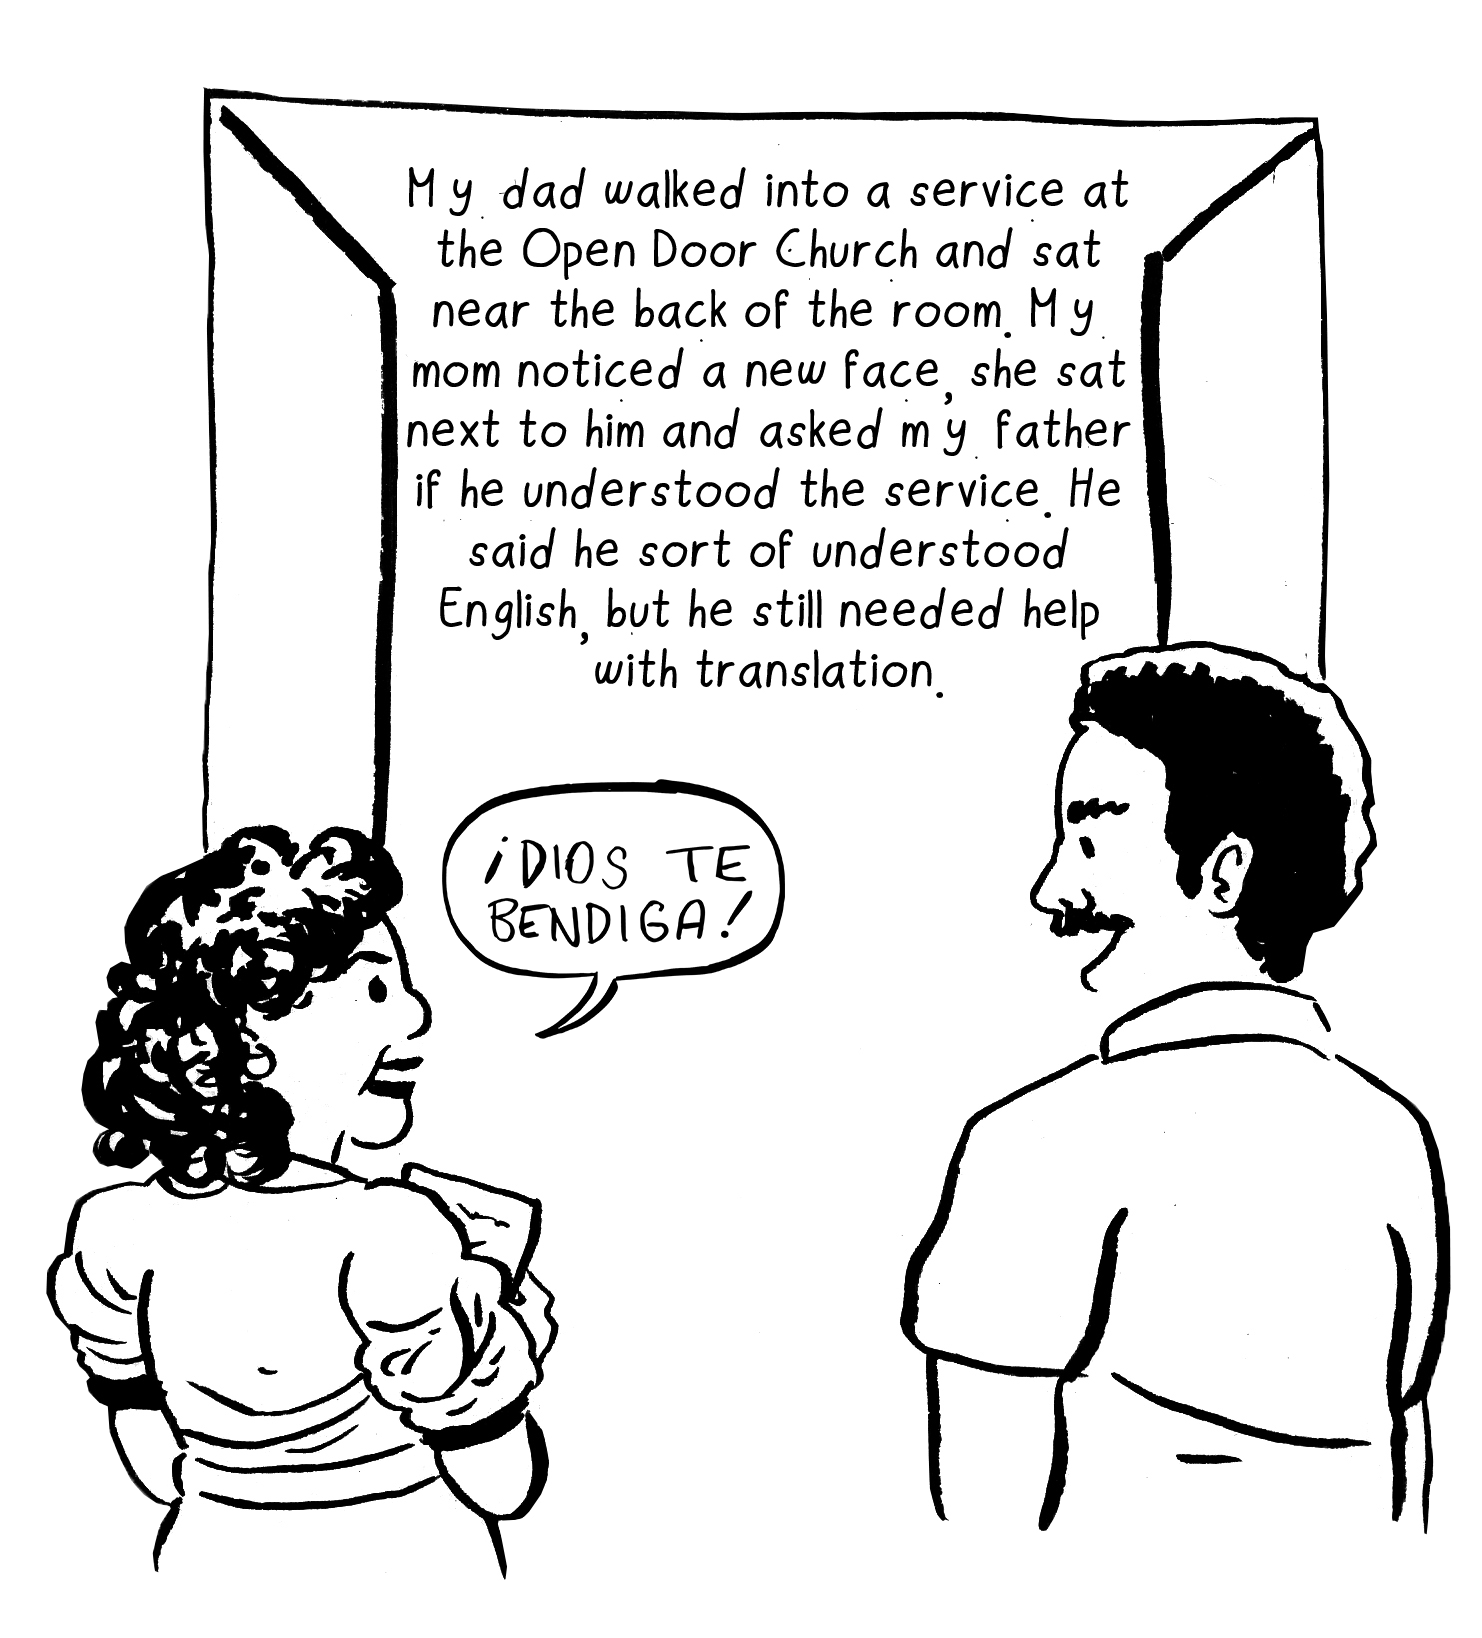 My dad walked into a service at
the Open Door Church and sat
near the back of the room. My
mom noticed a new face, she sat
next to him and asked my father
if he understood the service. He
said he sort of understood
English, but he still needed help
with translation.
¡DIOS TE
BENDIGA!